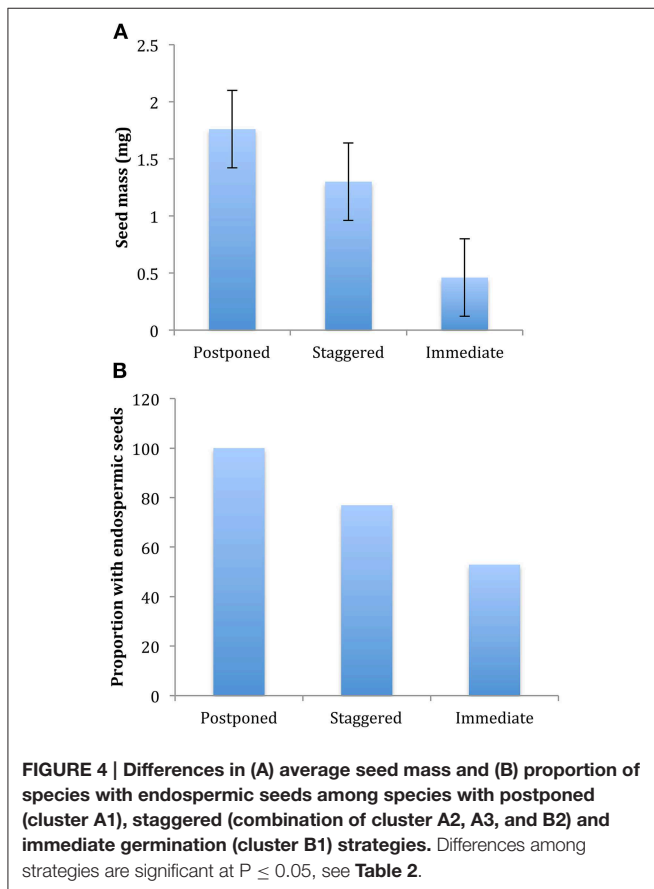 A
2.5
2
1.5
1
0.5
0
Seed mass (mg)
Postponed Staggered Immediate
B
120
100
80
60
40
20
0
Proportion with endospermic seeds
Postponed Staggered Immediate
FIGURE 4 | Differences in (A) average seed mass and (B) proportion of
species with endospermic seeds among species with postponed
(cluster A1), staggered (combination of cluster A2, A3, and B2) and
immediate germination (cluster B1) strategies. Differences among
strategies are significant at P ≤ 0.05, see Table 2.